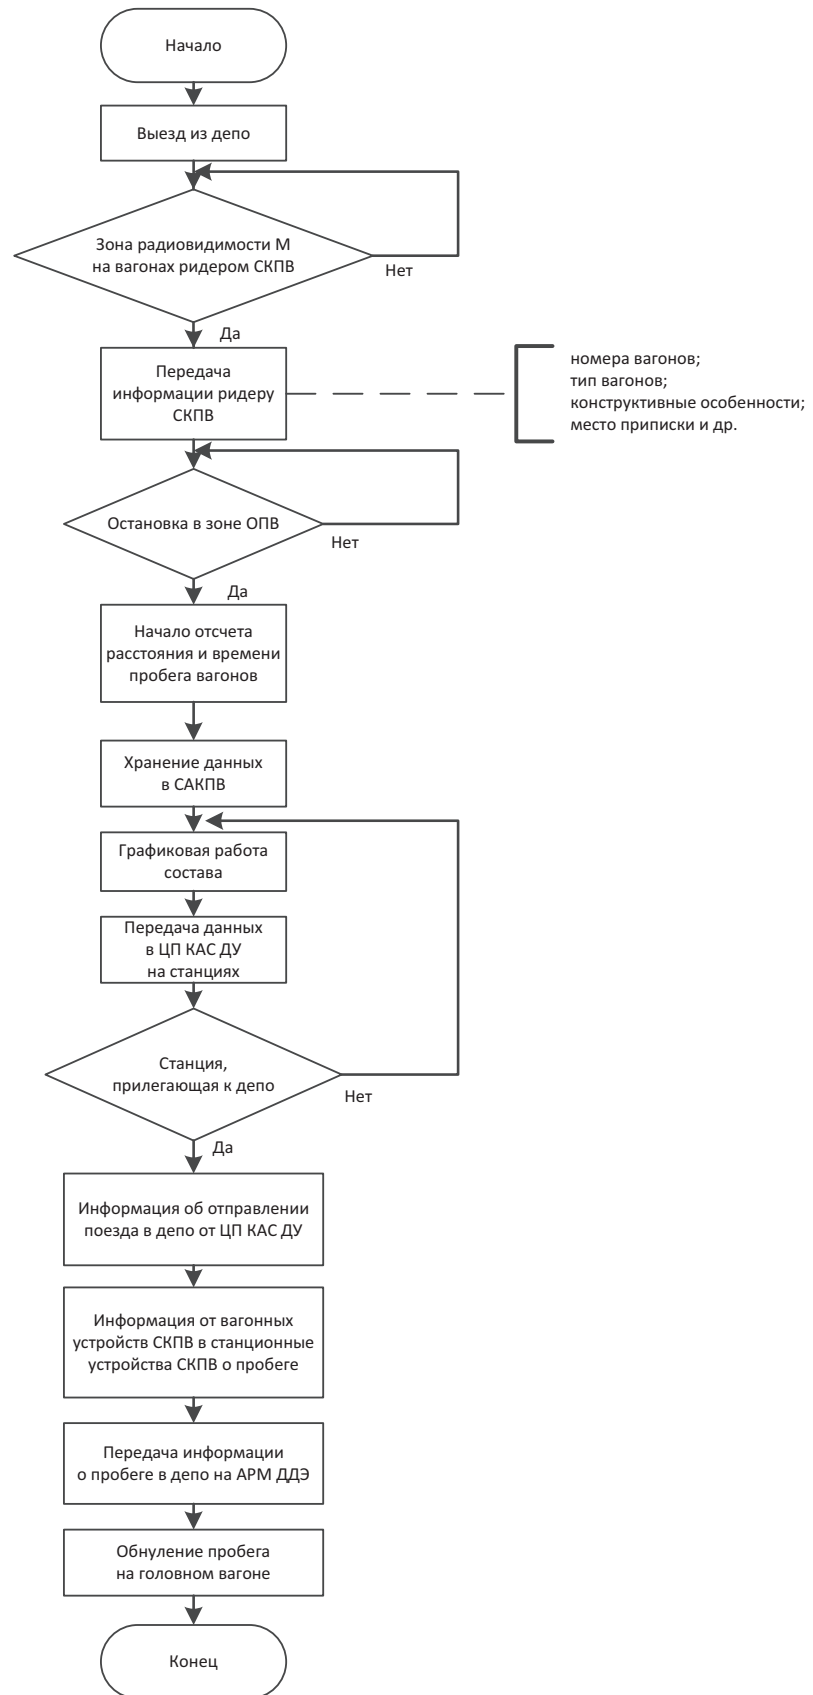 Начало
Выезд из депо
Зона радиовидимости М
на вагонах ридером СКПВ
Нет
Да
Передача
информации ридеру
СКПВ
номера вагонов;
тип вагонов;
конструктивные особенности;
место приписки и др.
Остановка в зоне ОПВ
Нет
Да
Начало отсчета
расстояния и времени
пробега вагонов
Хранение данных
в САКПВ
Графиковая работа
состава
Передача данных
в ЦП КАС ДУ
на станциях
Станция,
прилегающая к депо
Нет
Да
Информация об отправлении
поезда в депо от ЦП КАС ДУ
Информация от вагонных
устройств СКПВ в станционные
устройства СКПВ о пробеге
Передача информации
о пробеге в депо на АРМ ДДЭ
Обнуление пробега
на головном вагоне
Конец